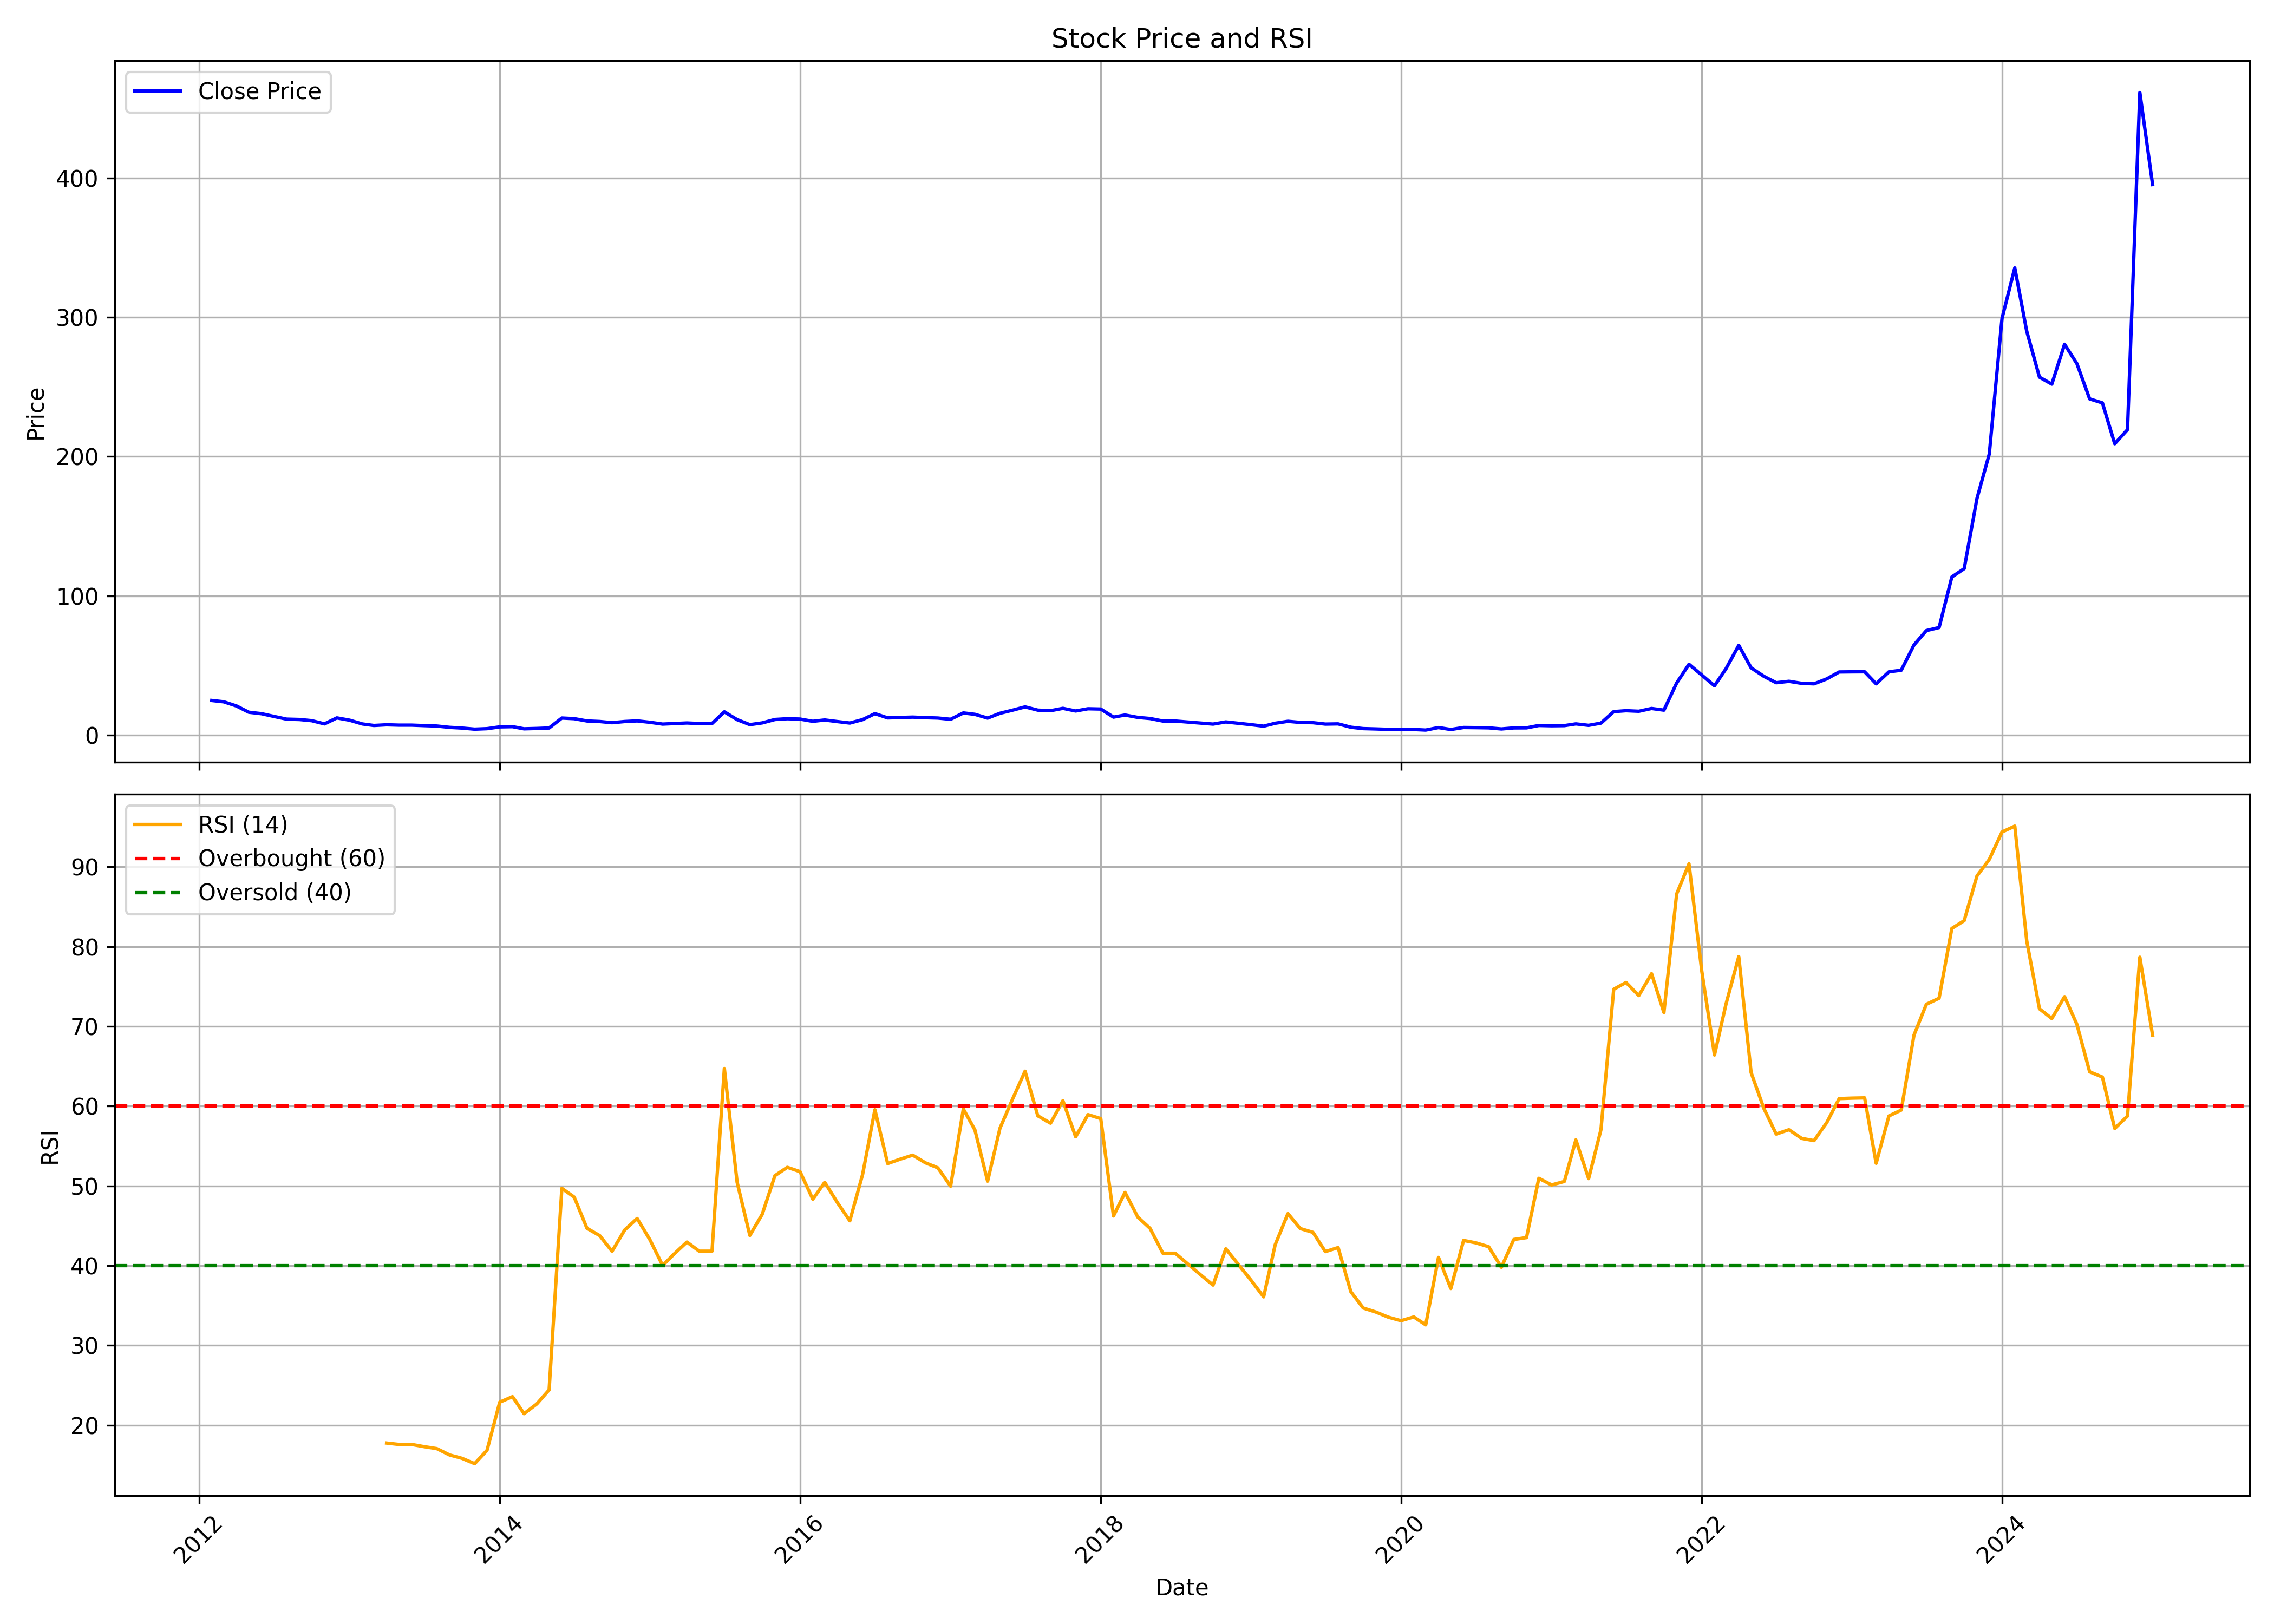 Stock Price and RSI
Close Price
Price
400
300
200
100
0
RSI (14)
Overbought (60)
Oversold (40)
RSI
90
80
70
60
50
40
30
20
2012
2014
2016
2018
2020
2022
2024
Date